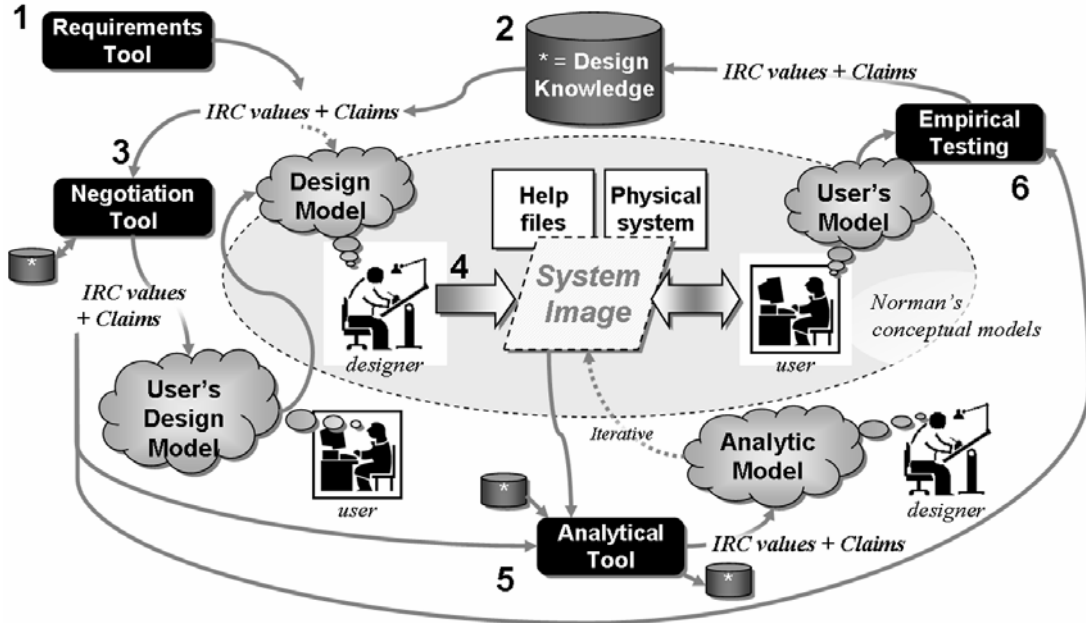 1
Requirements
Tool
2
* = Design
Knowledge
IRC values + Claims
IRC values + Claims
Empirical
Testing
6
3
Negotiation
Tool
*
Design
Model
Help
files
Physical
system
User's
Model
4
System
Image
Norman's
conceptual models
designer
user
IRC values
+ Claims
User's
Design
Model
user
Iterative
Analytic
Model
designer
*
Analytical
Tool
5
IRC values + Claims
*